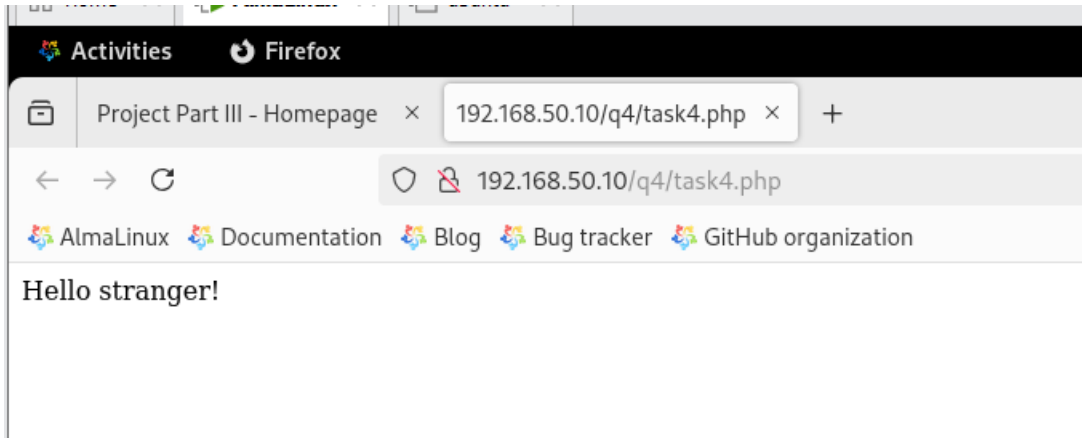 Activities Firefox
Project Part III - Homepage × 192.168.50.10/q4/task4.php × +
192.168.50.10/q4/task4.php
AlmaLinux Documentation Blog Bug tracker GitHub organization
Hello stranger!